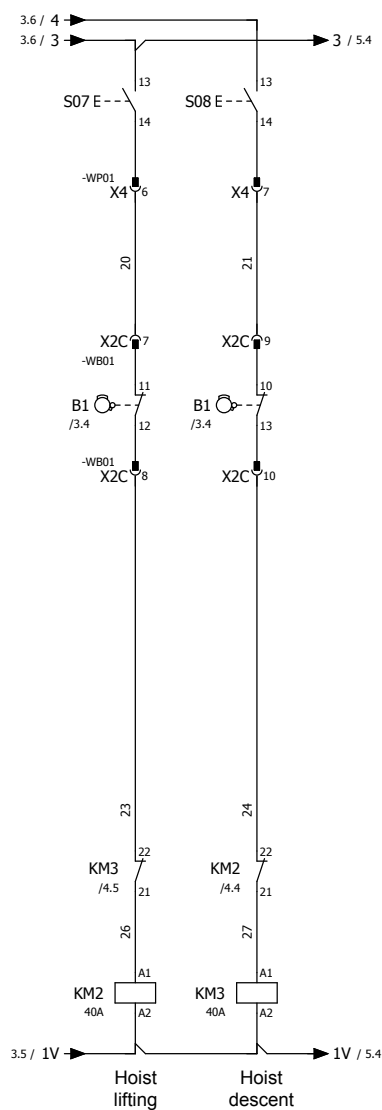 3.6 / 4
3.6 / 3 3 / 5.4
13 13
S07 E S08 E
14 14
-WP01
X4 6 X4 7
20 21
X2C 7 X2C 9
-WB01
11 10
B1 B1
/3.4 12 /3.4 13
-WB01
X2C 8 X2C 10
23 24
22 22
KM3 KM2
/4.5 21 /4.4 21
26 27
A1 A1
KM2 KM3
40A A2 40A A2
3.5 / 1V 1V / 5.4
Hoist Hoist
lifting descent